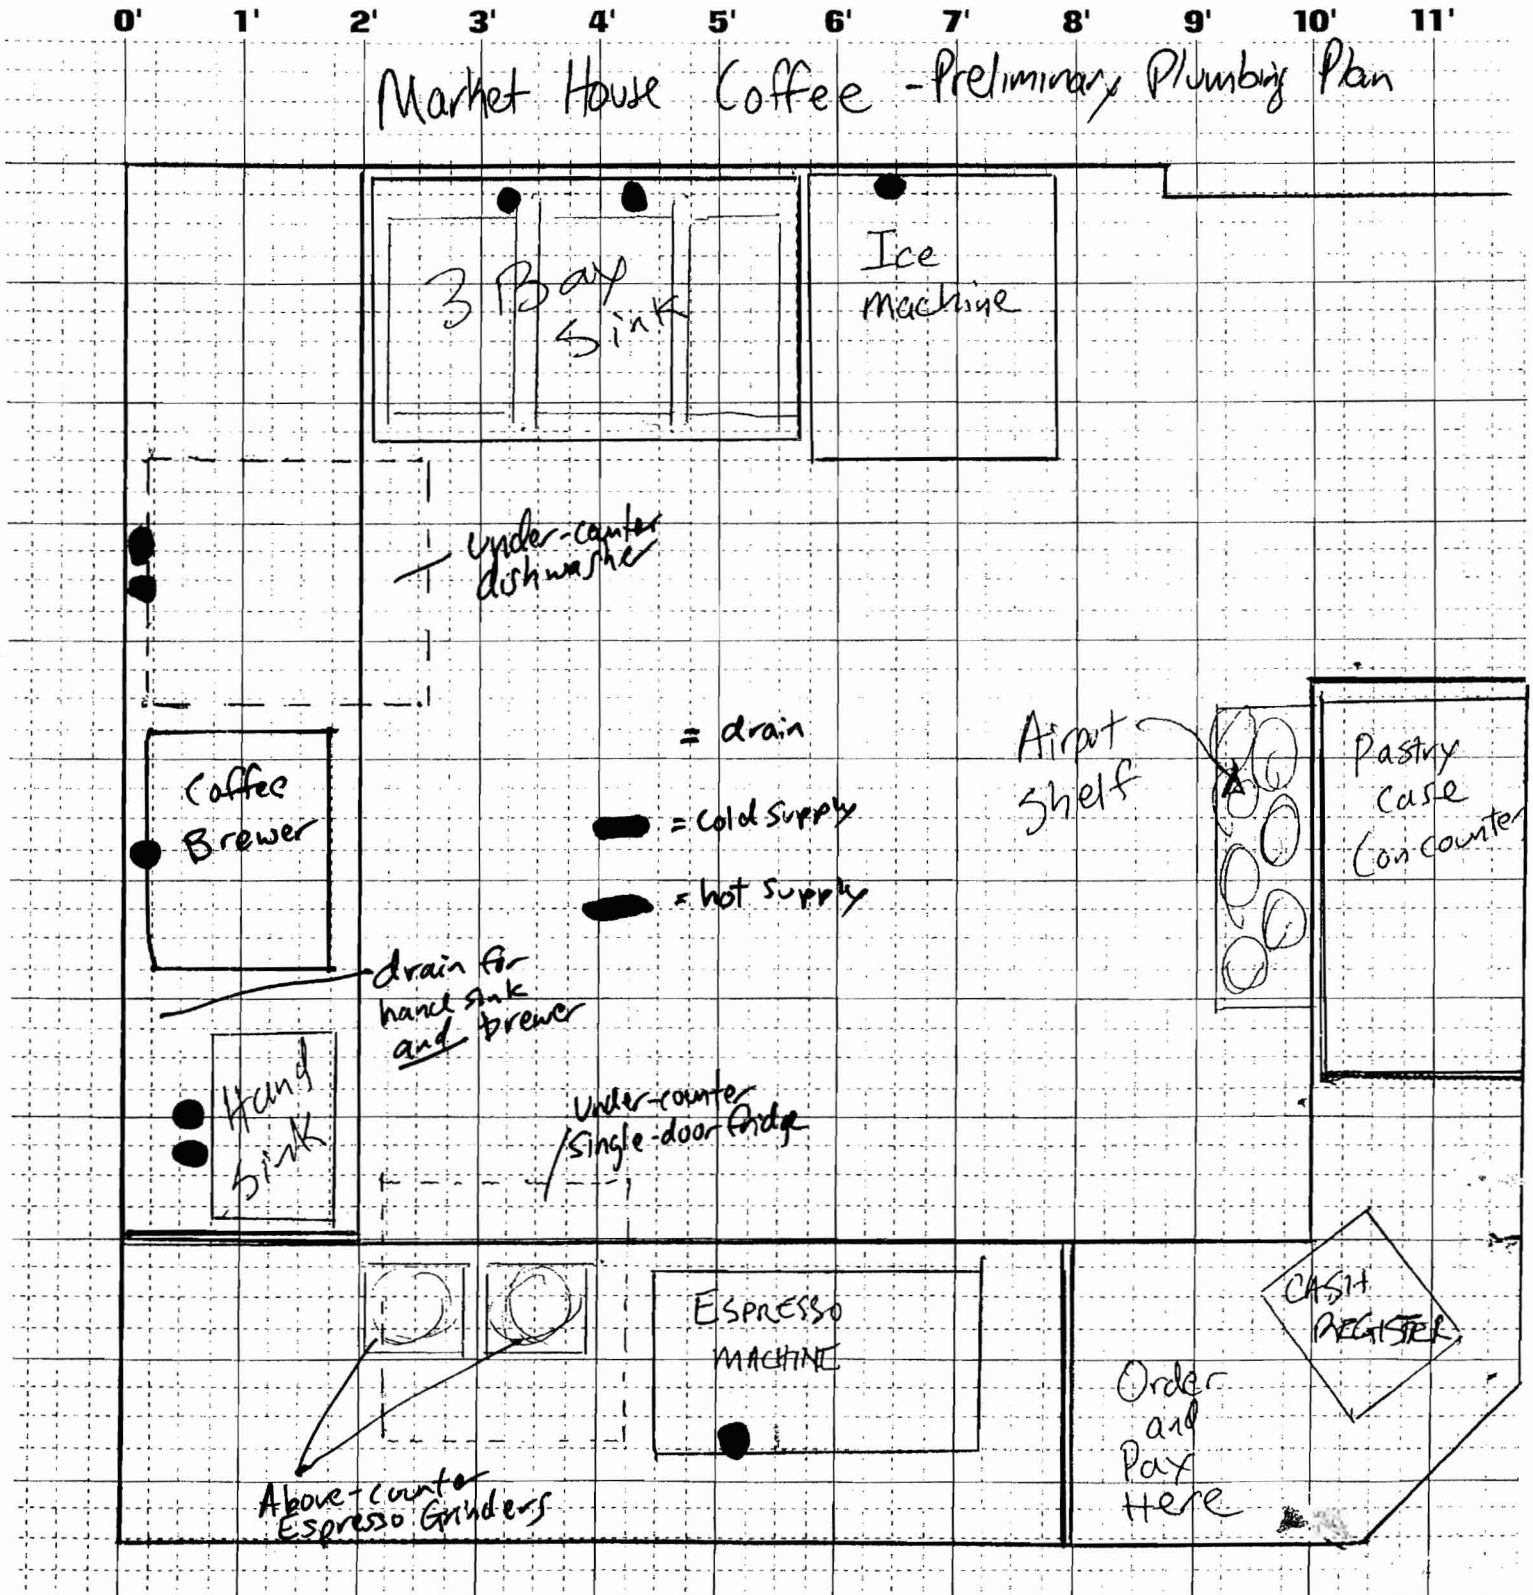 0' 1' 2' 3' 4' 5' 6' 7' 8' 9' 10' 11'
Market House Coffee - Preliminary Plumbing Plan
3 Bay
Sink
Ice
machine
Under-counter
dishwasher
= drain
= cold supply
= hot supply
Coffee
Brewer
Airpot
Shelf
Pastry
Case
(on counter
drain for
hand sink
and brewer
Hand
Sink
Under-counter
Single-door fridge
ESPRESSO
MACHINE
CASH
REGISTER
Order
and
Pay
Here
Above-counter
Espresso Grinders